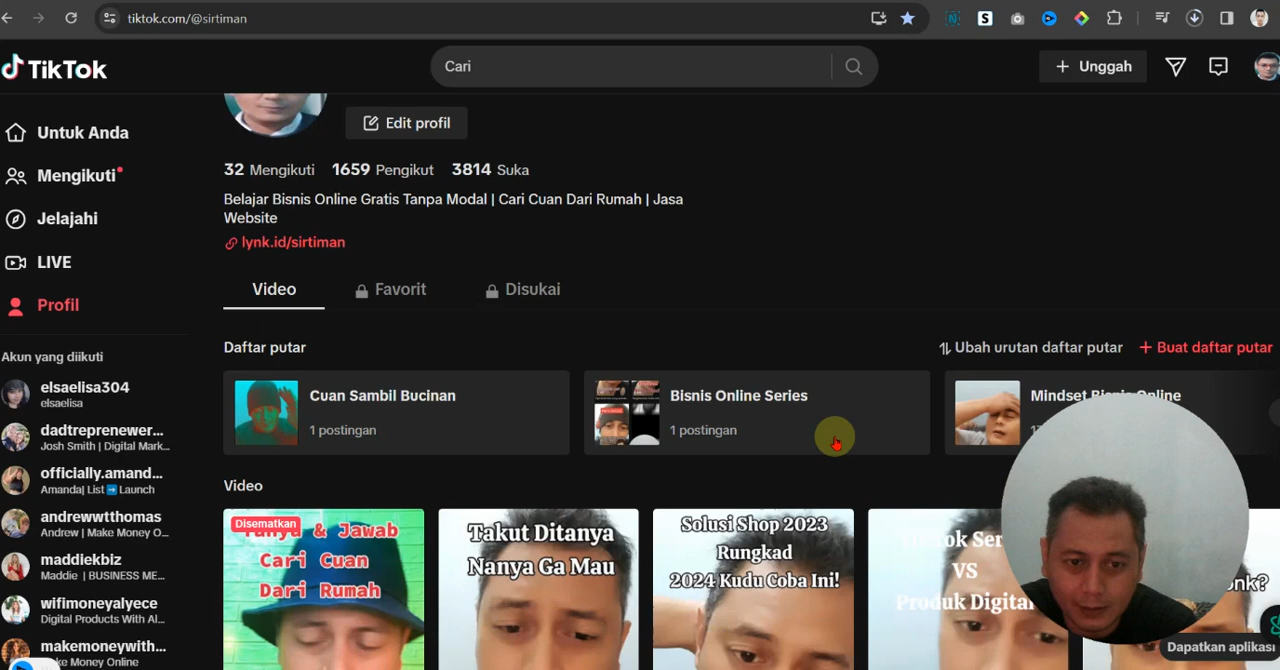 tiktok.com/@sirtiman
TikTok
Cari
Unggah
Edit profil
Untuk Anda
Mengikuti
Jelajahi
LIVE
Profil
32 Mengikuti 1659 Pengikut 3814 Suka
Belajar Bisnis Online Gratis Tanpa Modal | Cari Cuan Dari Rumah | Jasa
Website
lynk.id/sirtiman
Video Favorit Disukai
Daftar putar
Ubah urutan daftar putar
+ Buat daftar putar
Cuan Sambil Bucinan
1 postingan
Bisnis Online Series
1 postingan
Mindset Bisnis Online
Akun yang diikuti
elsaelisa304
elsaelisa
dadtreprenewer...
Josh Smith | Digital Mark...
officially.amand...
Amanda| List➡️Launch
andrewwtthomas
Andrew | Make Money O...
maddiekbiz
Maddie | BUSINESS ME...
wifimoneyalyece
Digital Products With Al...
makemoneywith...
Make Money Online
Video
Disematkan
Tanya & Jawab
Cari Cuan
Dari Rumah
Takut Ditanya
Nanya Ga Mau
Solusi Shop 2023
Rungkad
2024 Kudu Coba Ini!
VS
Produk Digital
Dapatkan aplikasi